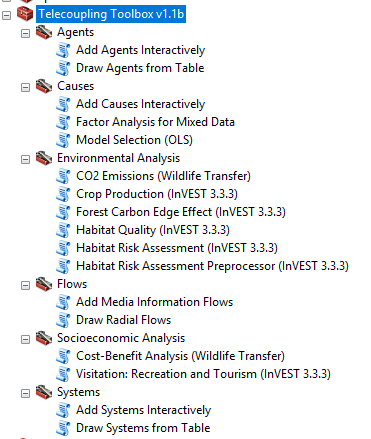 Telecoupling Toolbox v1.1b
Agents
Add Agents Interactively
Draw Agents from Table
Causes
Add Causes Interactively
Factor Analysis for Mixed Data
Model Selection (OLS)
Environmental Analysis
CO2 Emissions (Wildlife Transfer)
Crop Production (InVEST 3.3.3)
Forest Carbon Edge Effect (InVEST 3.3.3)
Habitat Quality (InVEST 3.3.3)
Habitat Risk Assessment (InVEST 3.3.3)
Habitat Risk Assessment Preprocessor (InVEST 3.3.3)
Flows
Add Media Information Flows
Draw Radial Flows
Socioeconomic Analysis
Cost-Benefit Analysis (Wildlife Transfer)
Visitation: Recreation and Tourism (InVEST 3.3.3)
Systems
Add Systems Interactively
Draw Systems from Table